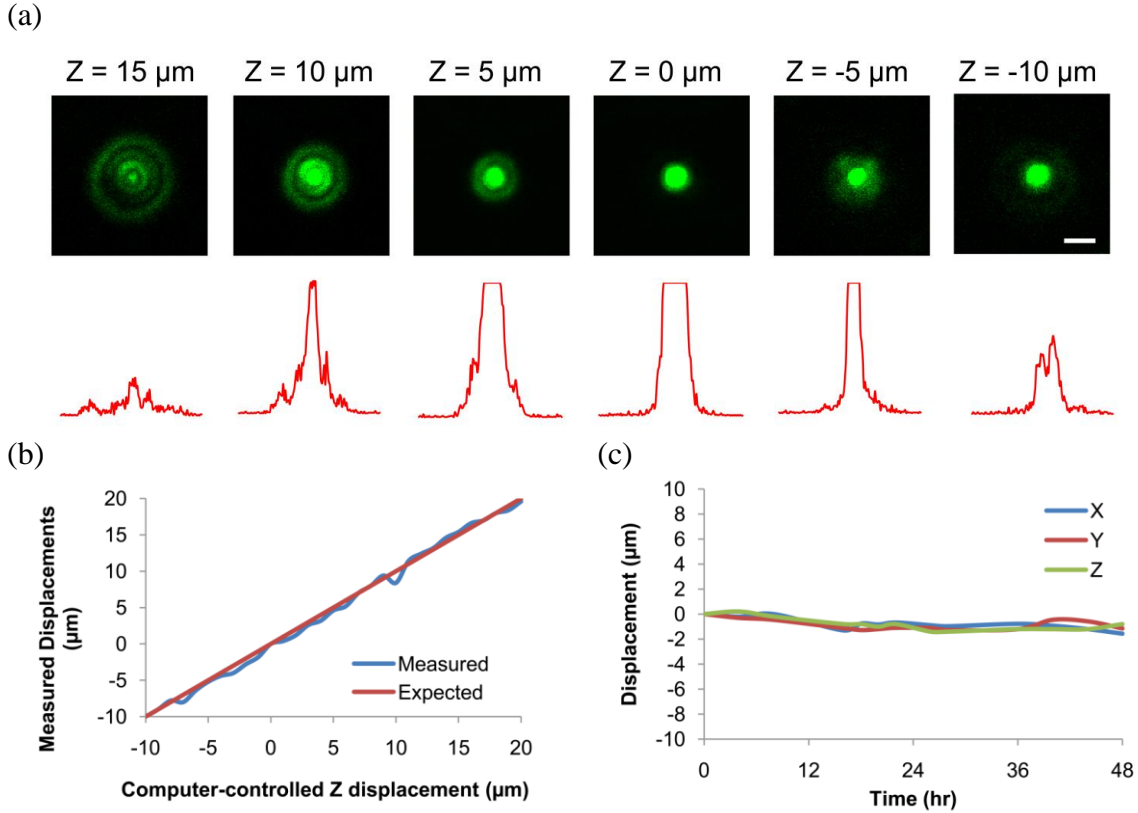 (a)
Z = 15 µm Z = 10 µm Z = 5 µm Z = 0 µm Z = -5 µm Z = -10 µm
(b)
20
15
10
5
0
-5
-10
-10 -5 0 5 10 15 20
Measured Displacements
(µm)
Measured
Expected
Computer-controlled Z displacement (µm)
(c)
10
8
6
4
2
0
-2
-4
-6
-8
-10
0 12 24 36 48
Displacement (µm)
X
Y
Z
Time (hr)